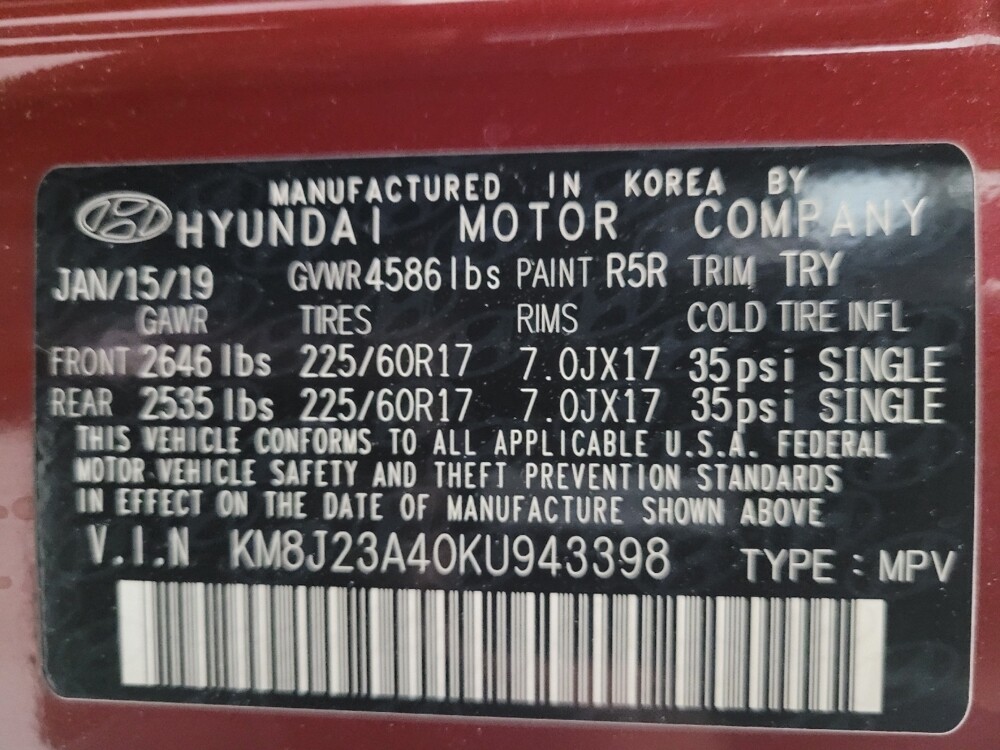 MANUFACTURED IN KOREA BY
HYUNDAI MOTOR COMPANY
JAN/15/19 GVWR 4586lbs PAINT R5R TRIM TRY
GAWR TIRES RIMS COLD TIRE INFL
FRONT 2646 lbs 225/60R17 7.0JX17 35psi SINGLE
REAR 2535 lbs 225/60R17 7.0JX17 35psi SINGLE
THIS VEHICLE CONFORMS TO ALL APPLICABLE U.S.A. FEDERAL
MOTOR VEHICLE SAFETY AND THEFT PREVENTION STANDARDS
IN EFFECT ON THE DATE OF MANUFACTURE SHOWN ABOVE
V.I.N KM8J23A40KU943398 TYPE : MPV